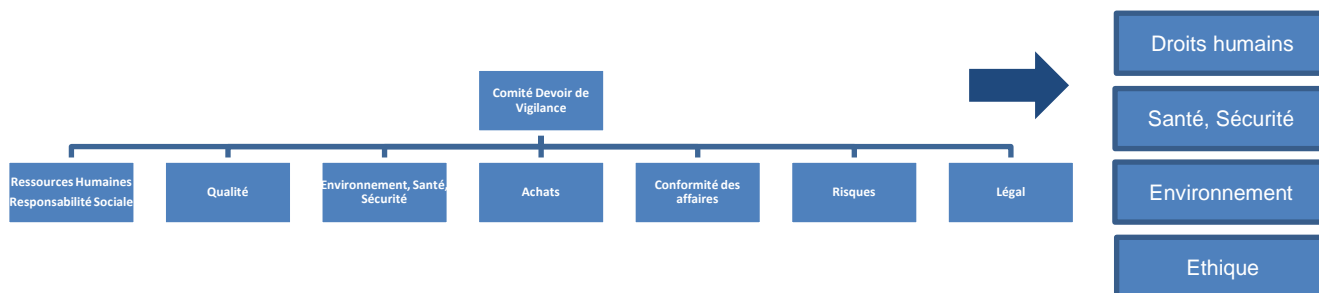 Comité Devoir de
Vigilance
Ressources Humaines
Responsabilité Sociale
Qualité
Environnement, Santé,
Sécurité
Achats
Conformité des
affaires
Risques
Légal
Droits humains
Santé, Sécurité
Environnement
Ethique